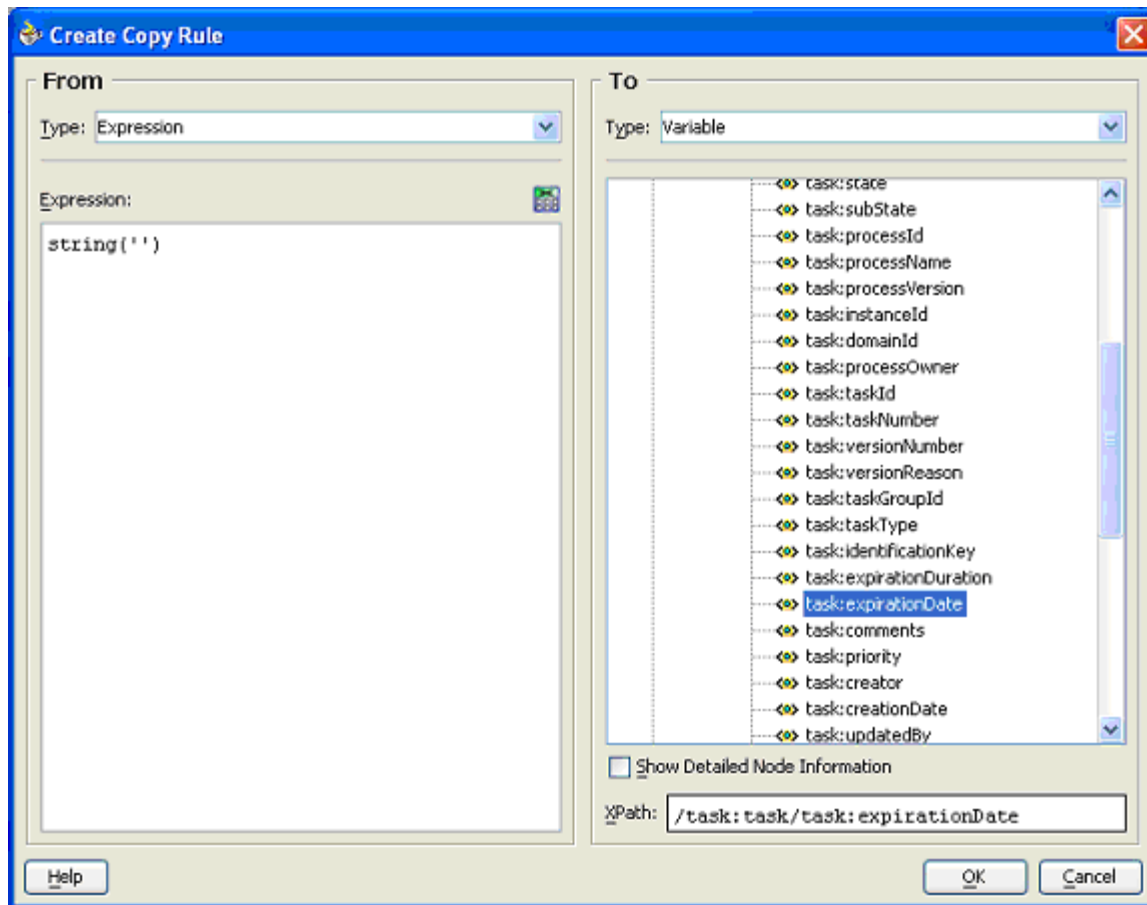 Create Copy Rule
From
Type: Expression
Expression:
string('')
To
Type: Variable
task:state
task:subState
task:processId
task:processName
task:processVersion
task:instanceId
task:domainId
task:processOwner
task:taskId
task:taskNumber
task:versionNumber
task:versionReason
task:taskGroupId
task:taskType
task:identificationKey
task:expirationDuration
task:expirationDate
task:comments
task:priority
task:creator
task:creationDate
task:updatedBy
Show Detailed Node Information
XPath: /task:task/task:expirationDate
Help
OK
Cancel